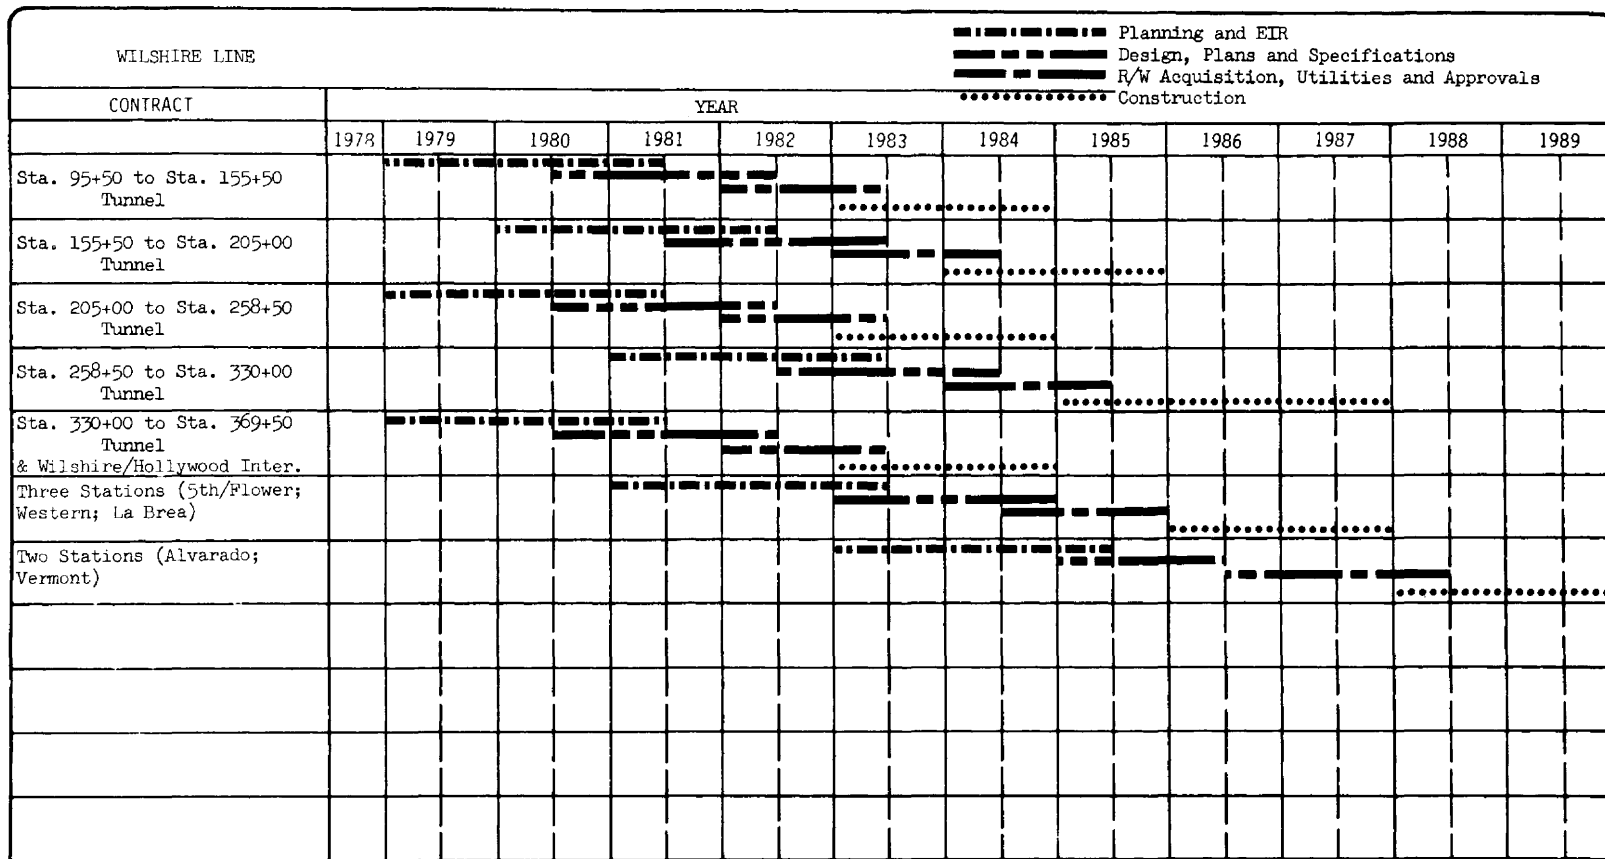 WILSHIRE LINE
Planning and EIR
Design, Plans and Specifications
R/W Acquisition, Utilities and Approvals
Construction
CONTRACT
YEAR
1978 1979 1980 1981 1982 1983 1984 1985 1986 1987 1988 1989
Sta. 95+50 to Sta. 155+50
Tunnel
Sta. 155+50 to Sta. 205+00
Tunnel
Sta. 205+00 to Sta. 258+50
Tunnel
Sta. 258+50 to Sta. 330+00
Tunnel
Sta. 330+00 to Sta. 369+50
Tunnel
& Wilshire/Hollywood Inter.
Three Stations (5th/Flower;
Western; La Brea)
Two Stations (Alvarado;
Vermont)